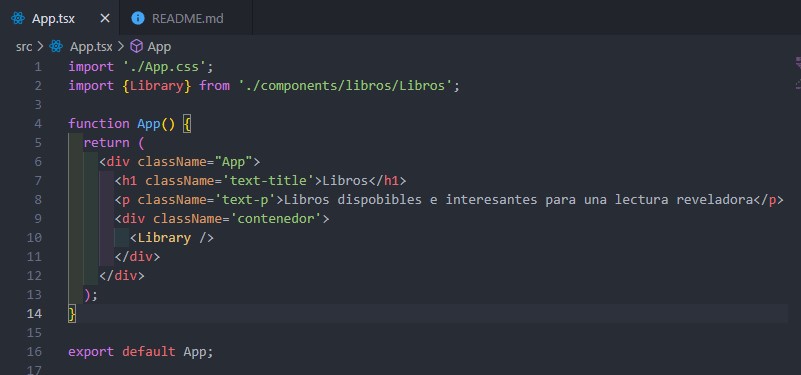 App.tsx
README.md
src > App.tsx > App
1 import './App.css';
2 import {Library} from './components/libros/Libros';
3
4 function App() {
5 return (
6 <div className="App">
7 <h1 className='text-title'>Libros</h1>
8 <p className='text-p'>Libros dispobibles e interesantes para una lectura reveladora</p>
9 <div className='contenedor'>
10 <Library />
11 </div>
12 </div>
13 );
14 }
15
16 export default App;
17